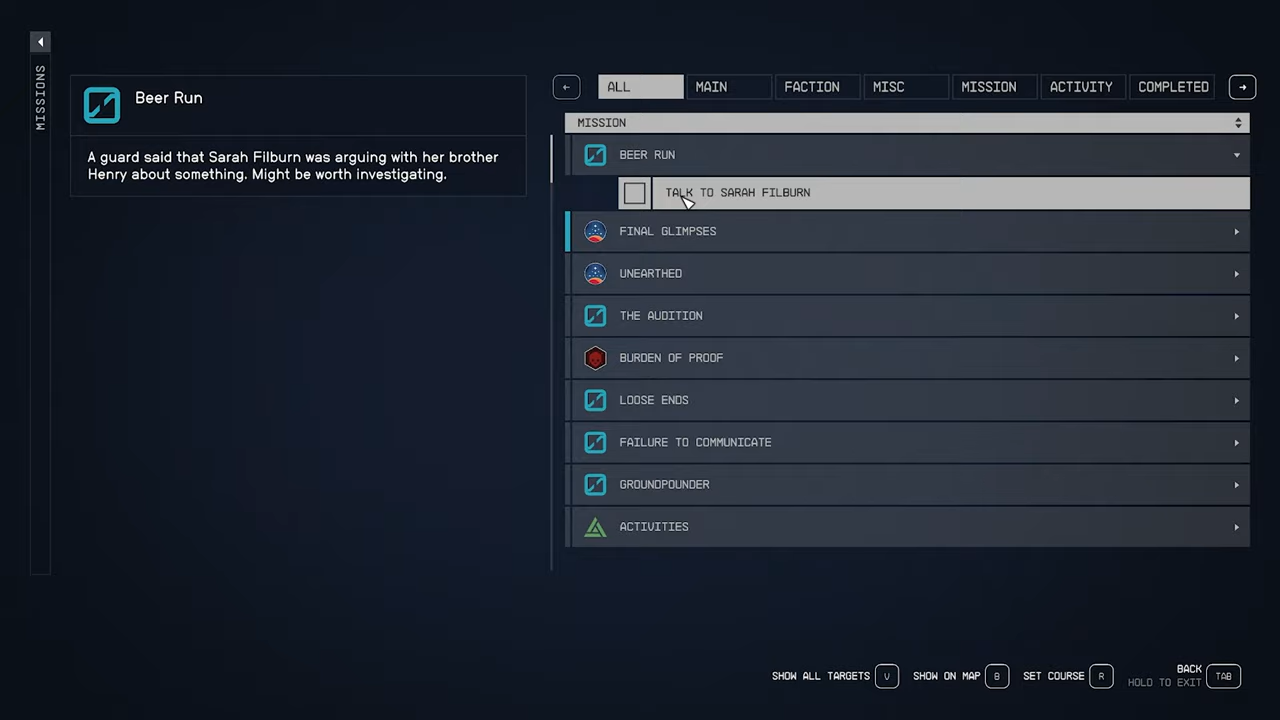 MISSIONS
Beer Run
A guard said that Sarah Filburn was arguing with her brother
Henry about something. Might be worth investigating.
ALL
MAIN
FACTION
MISC
MISSION
ACTIVITY
COMPLETED
MISSION
BEER RUN
TALK TO SARAH FILBURN
FINAL GLIMPSES
UNEARTHED
THE AUDITION
BURDEN OF PROOF
LOOSE ENDS
FAILURE TO COMMUNICATE
GROUNDPOUNDER
ACTIVITIES
SHOW ALL TARGETS V
SHOW ON MAP B
SET COURSE R
BACK
HOLD TO EXIT
TAB